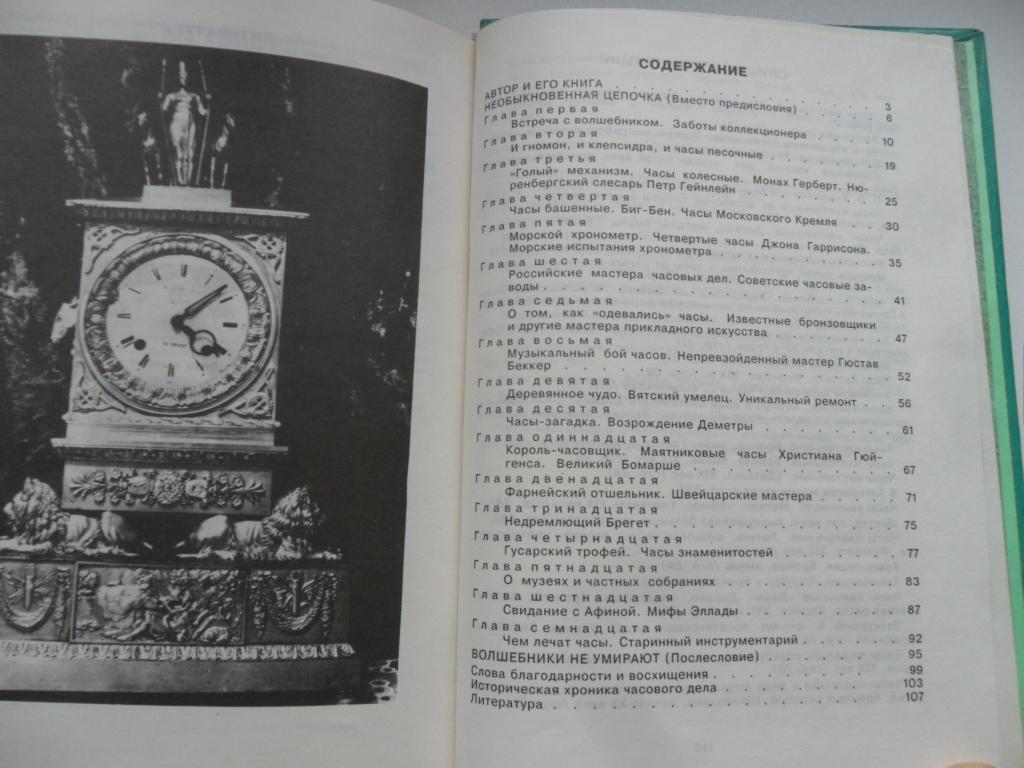 СОДЕРЖАНИЕ
АВТОР И ЕГО КНИГА . . . . . . . . . . . 3
НЕОБЫКНОВЕННАЯ ЦЕПОЧКА (Вместо предисловия) . . . . . 6
Глава первая
Встреча с волшебником. Заботы коллекционера . . . . 10
Глава вторая
И гномон, и клепсидра, и часы песочные . . . . . . 19
Глава третья
"Голый" механизм. Часы колесные. Монах Герберт. Ню-
ренбергский слесарь Петр Гейнлейн . . . . . . . 25
Глава четвертая
Часы башенные. Биг-Бен. Часы Московского Кремля . . 30
Глава пятая
Морской хронометр. Четвертые часы Джона Гаррисона.
Морские испытания хронометра . . . . . . . . 35
Глава шестая
Российские мастера часовых дел. Советские часовые за-
воды . . . . . . . . . . . . . . . 41
Глава седьмая
О том, как "одевались" часы. Известные бронзовщики
и другие мастера прикладного искусства . . . . . . 47
Глава восьмая
Музыкальный бой часов. Непревзойденный мастер Гюстав
Беккер . . . . . . . . . . . . . . 52
Глава девятая
Деревянное чудо. Вятский умелец. Уникальный ремонт . . 56
Глава десятая
Часы-загадка. Возрождение Деметры . . . . . . . 61
Глава одиннадцатая
Король-часовщик. Маятниковые часы Христиана Гюй-
генса. Великий Бомарше . . . . . . . . . . 67
Глава двенадцатая
Фарнейский отшельник. Швейцарские мастера . . . . 71
Глава тринадцатая
Недремлющий Брегет . . . . . . . . . . . 75
Глава четырнадцатая
Гусарский трофей. Часы знаменитостей . . . . . . 77
Глава пятнадцатая
О музеях и частных собраниях . . . . . . . . 83
Глава шестнадцатая
Свидание с Афиной. Мифы Эллады . . . . . . . 87
Глава семнадцатая
Чем лечат часы. Старинный инструментарий . . . . . 92
ВОЛШЕБНИКИ НЕ УМИРАЮТ (Послесловие) . . . . . . 95
Слова благодарности и восхищения . . . . . . . . 99
Историческая хроника часового дела . . . . . . . . 103
Литература . . . . . . . . . . . . . . 107